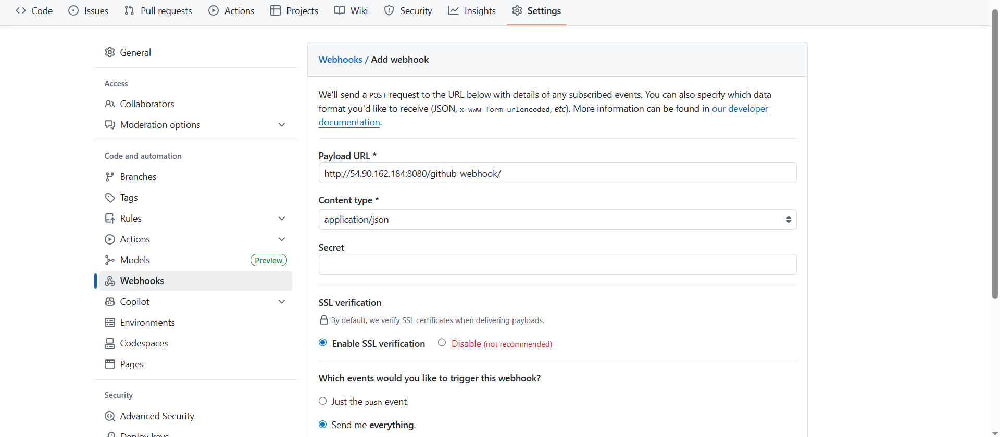 Code Issues Pull requests Actions Projects Wiki Security Insights Settings
General
Access
Collaborators
Moderation options
Code and automation
Branches
Tags
Rules
Actions
Models Preview
Webhooks
Copilot
Environments
Codespaces
Pages
Security
Advanced Security
Deploy keys
Webhooks / Add webhook
We'll send a POST request to the URL below with details of any subscribed events. You can also specify which data
format you'd like to receive (JSON, x-www-form-urlencoded, etc). More information can be found in our developer
documentation.
Payload URL *
http://54.90.162.184:8080/github-webhook/
Content type *
application/json
Secret
SSL verification
By default, we verify SSL certificates when delivering payloads.
Enable SSL verification Disable (not recommended)
Which events would you like to trigger this webhook?
Just the push event.
Send me everything.